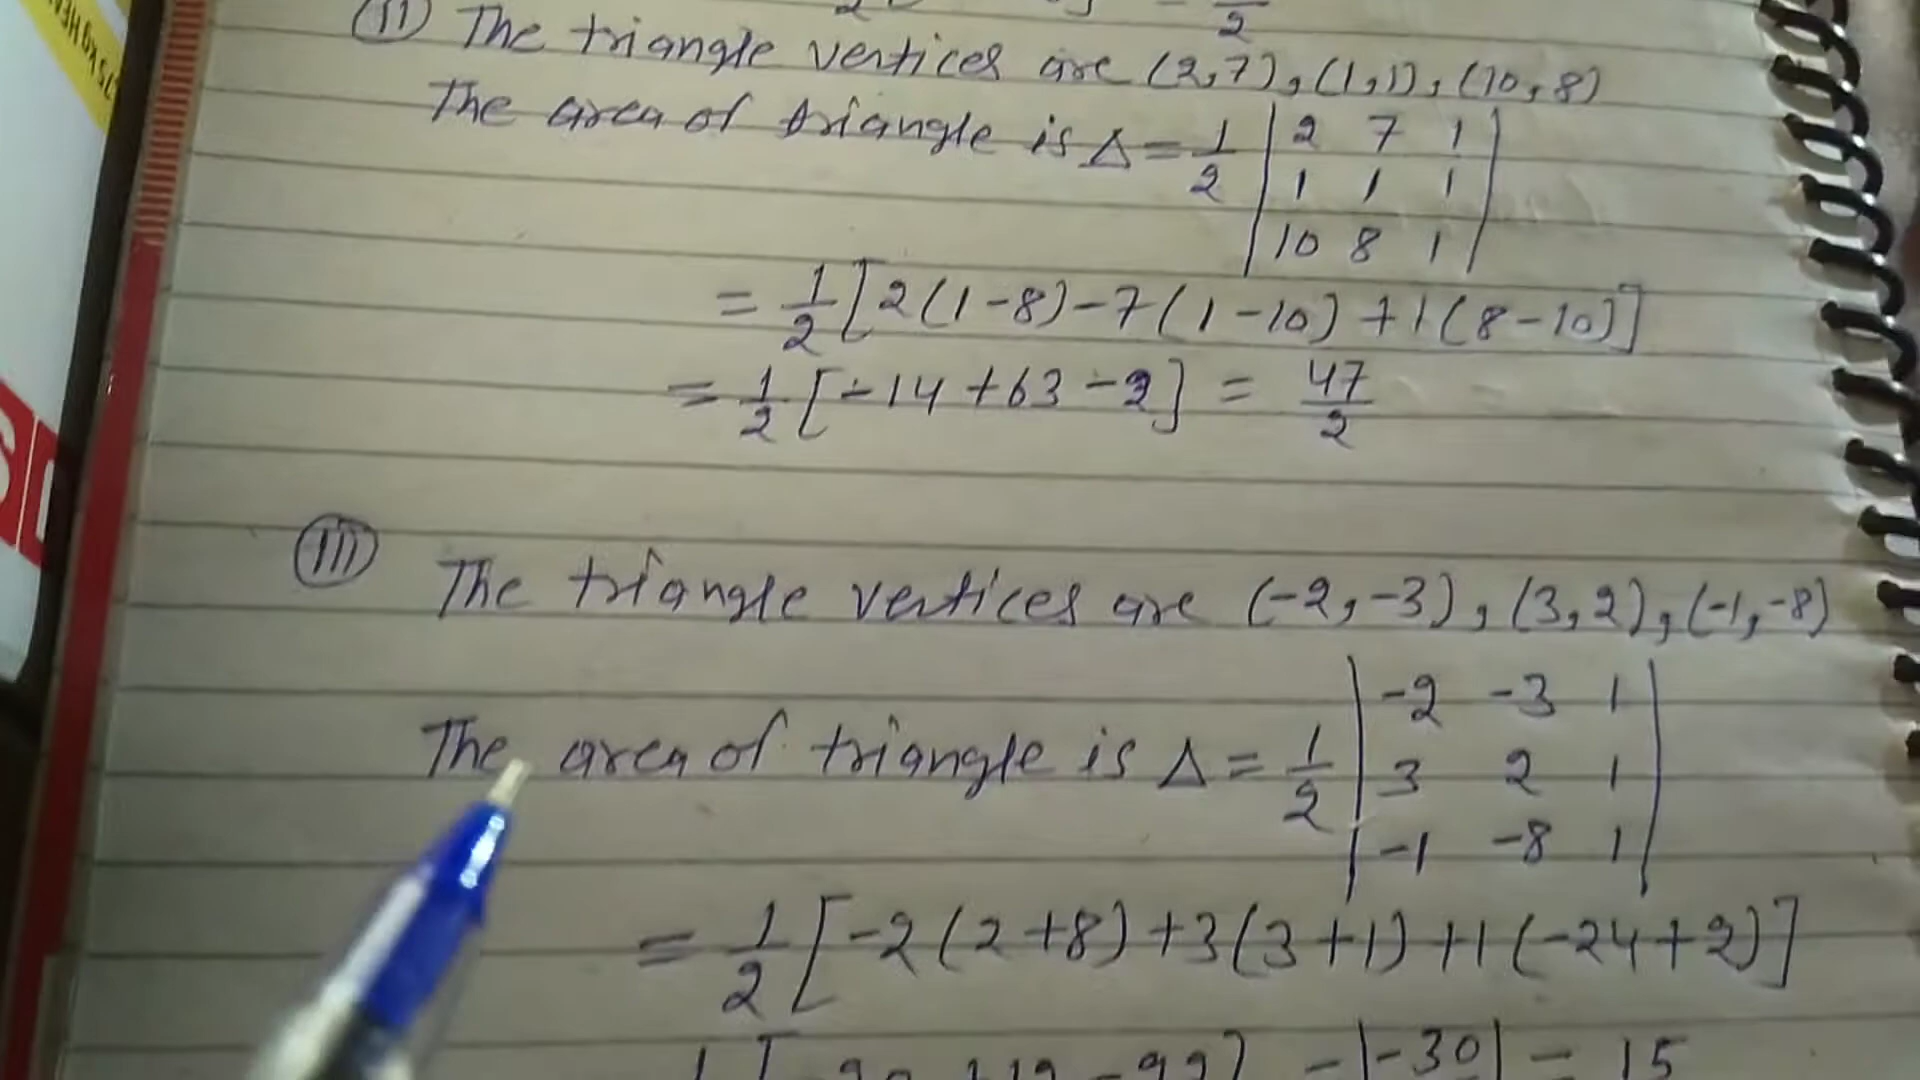 (ii) The triangle vertices are (2,7), (1,1), (10,8)
The area of triangle is Δ = 1/2 | 2 7 1 |
| 1 1 1 |
| 10 8 1 |
= 1/2 [2(1-8)-7(1-10)+1(8-10)]
= 1/2 [-14+63-2] = 47/2
(iii) The triangle vertices are (-2,-3), (3,2), (-1,-8)
The area of triangle is Δ = 1/2 | -2 -3 1 |
| 3 2 1 |
| -1 -8 1 |
= 1/2 [-2(2+8)+3(3+1)+1(-24+2)]
|-30| = 15